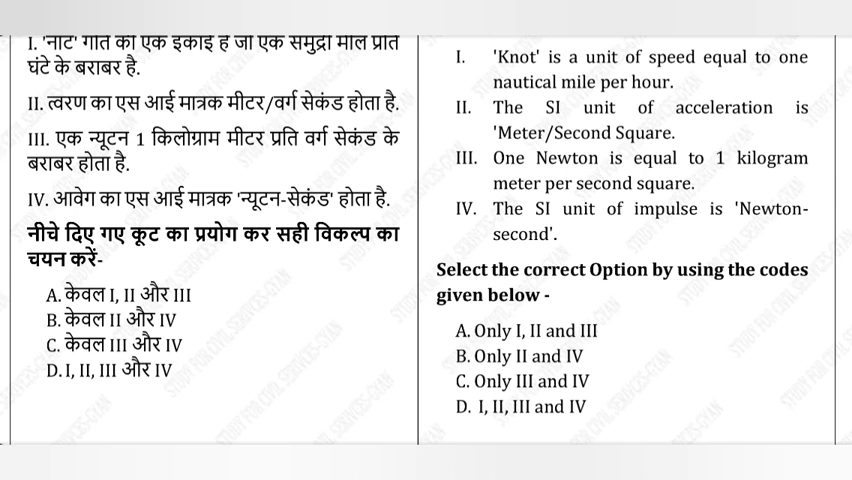 I. 'नॉट' गति की एक इकाई है जो एक समुद्री मील प्रति
घंटे के बराबर है.
II. त्वरण का एस आई मात्रक मीटर/वर्ग सेकंड होता है.
III. एक न्यूटन 1 किलोग्राम मीटर प्रति वर्ग सेकंड के
बराबर होता है.
IV. आवेग का एस आई मात्रक 'न्यूटन-सेकंड' होता है.
नीचे दिए गए कूट का प्रयोग कर सही विकल्प का
चयन करें-
A. केवल I, II और III
B. केवल II और IV
C. केवल III और IV
D. I, II, III और IV
I. 'Knot' is a unit of speed equal to one
nautical mile per hour.
II. The SI unit of acceleration is
'Meter/Second Square.
III. One Newton is equal to 1 kilogram
meter per second square.
IV. The SI unit of impulse is 'Newton-
second'.
Select the correct Option by using the codes
given below -
A. Only I, II and III
B. Only II and IV
C. Only III and IV
D. I, II, III and IV
STUDY FOR CIVIL SERVICES-GYAN